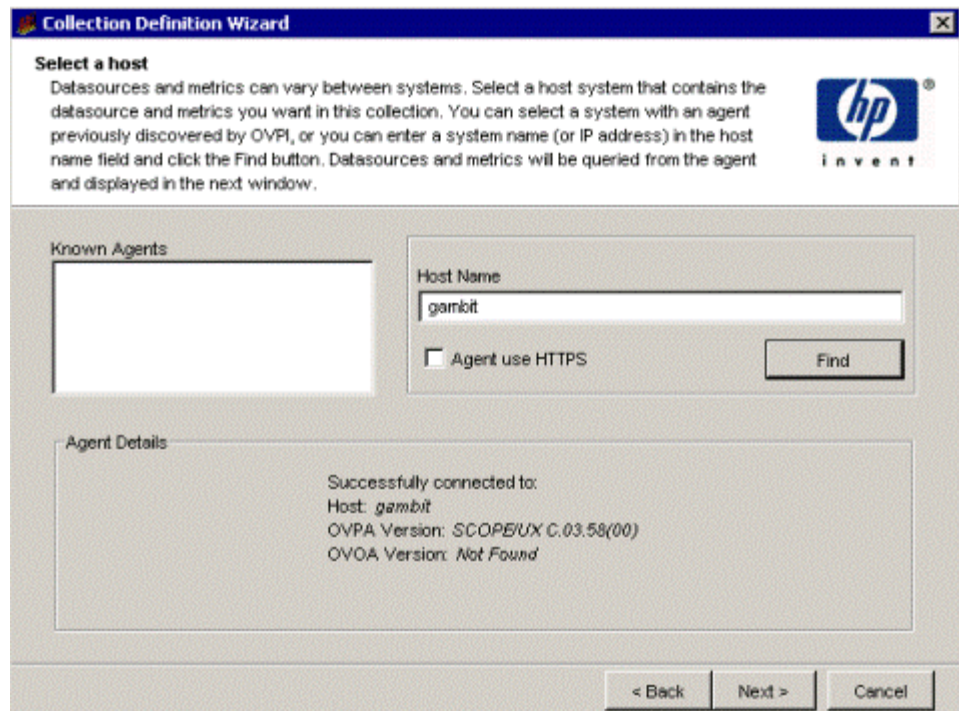 Collection Definition Wizard
Select a host
Datasources and metrics can vary between systems. Select a host system that contains the
datasource and metrics you want in this collection. You can select a system with an agent
previously discovered by OVPI, or you can enter a system name (or IP address) in the host
name field and click the Find button. Datasources and metrics will be queried from the agent
and displayed in the next window.
hp ®
invent
Known Agents
Host Name
gambit
Agent use HTTPS
Find
Agent Details
Successfully connected to:
Host: gambit
OVPA Version: SCOPE/UX C.03.58(00)
OVOA Version: Not Found
< Back
Next >
Cancel